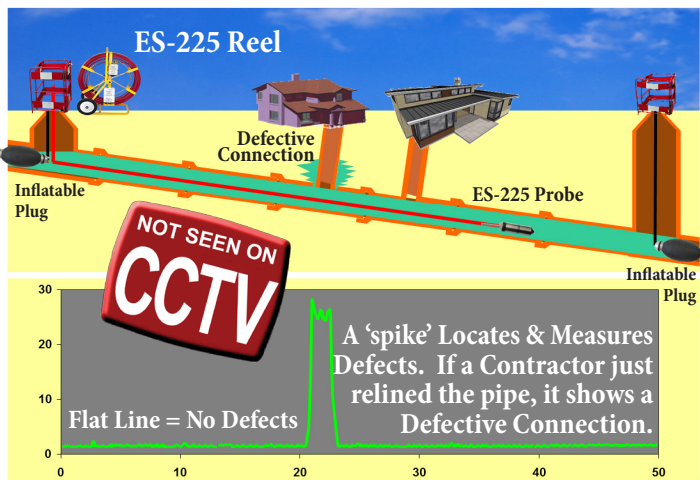 ES-225 Reel
Defective
Connection
ES-225 Probe
Inflatable
Plug
Inflatable
Plug
NOT SEEN ON
CCTV
30
20
10
0
A ‘spike’ Locates & Measures
Defects. If a Contractor just
relined the pipe, it shows a
Defective Connection.
Flat Line = No Defects
0 10 20 30 40 50